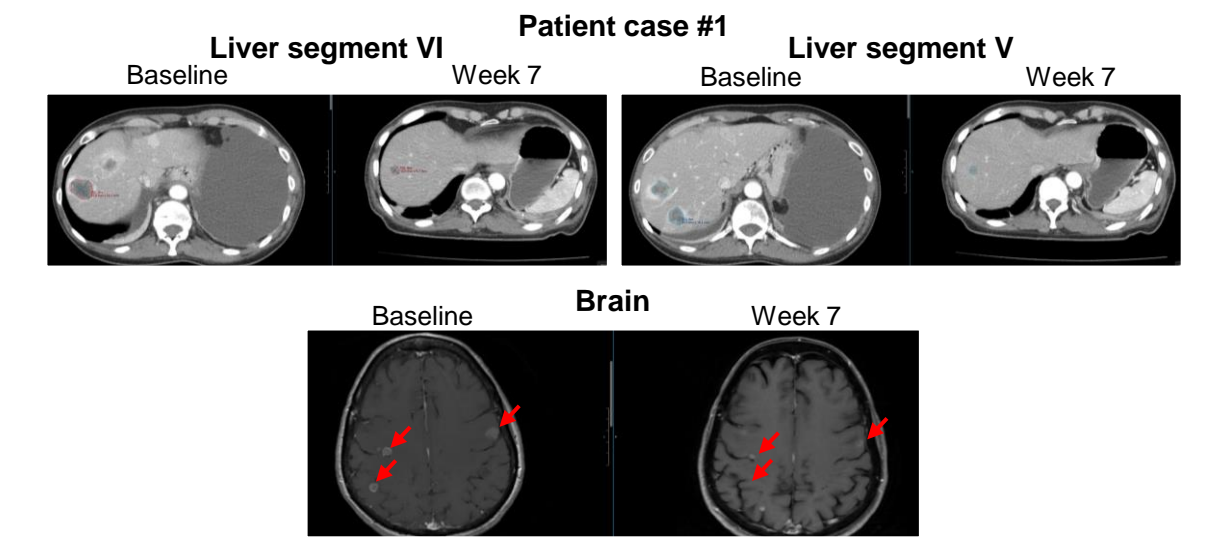 Patient case #1
Liver segment VI
Liver segment V
Baseline
Week 7
Baseline
Week 7
Brain
Baseline
Week 7